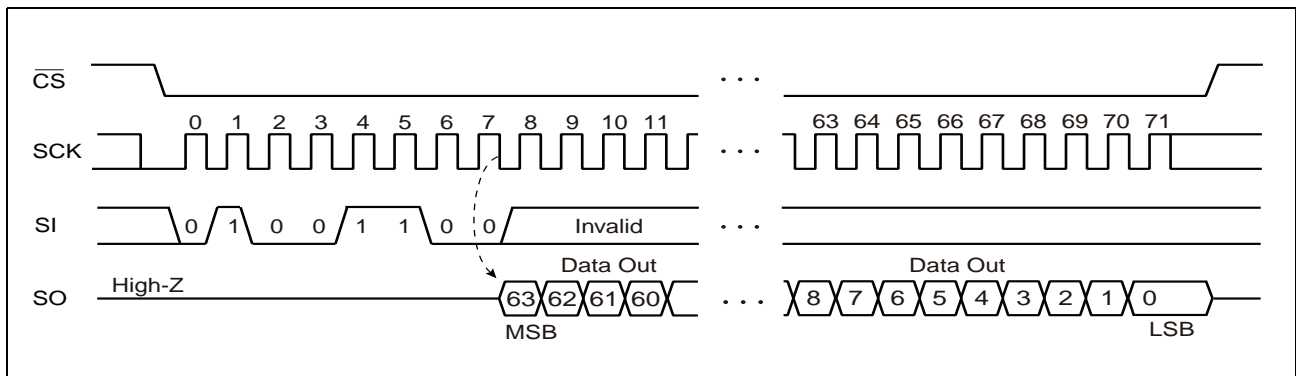 CS
. . .
0 1 2 3 4 5 6 7 8 9 10 11 63 64 65 66 67 68 69 70 71
SCK
. . .
SI 0 1 0 0 1 1 0 0 Invalid . . .
High-Z Data Out Data Out
SO 63 62 61 60 . . . 8 7 6 5 4 3 2 1 0
MSB LSB